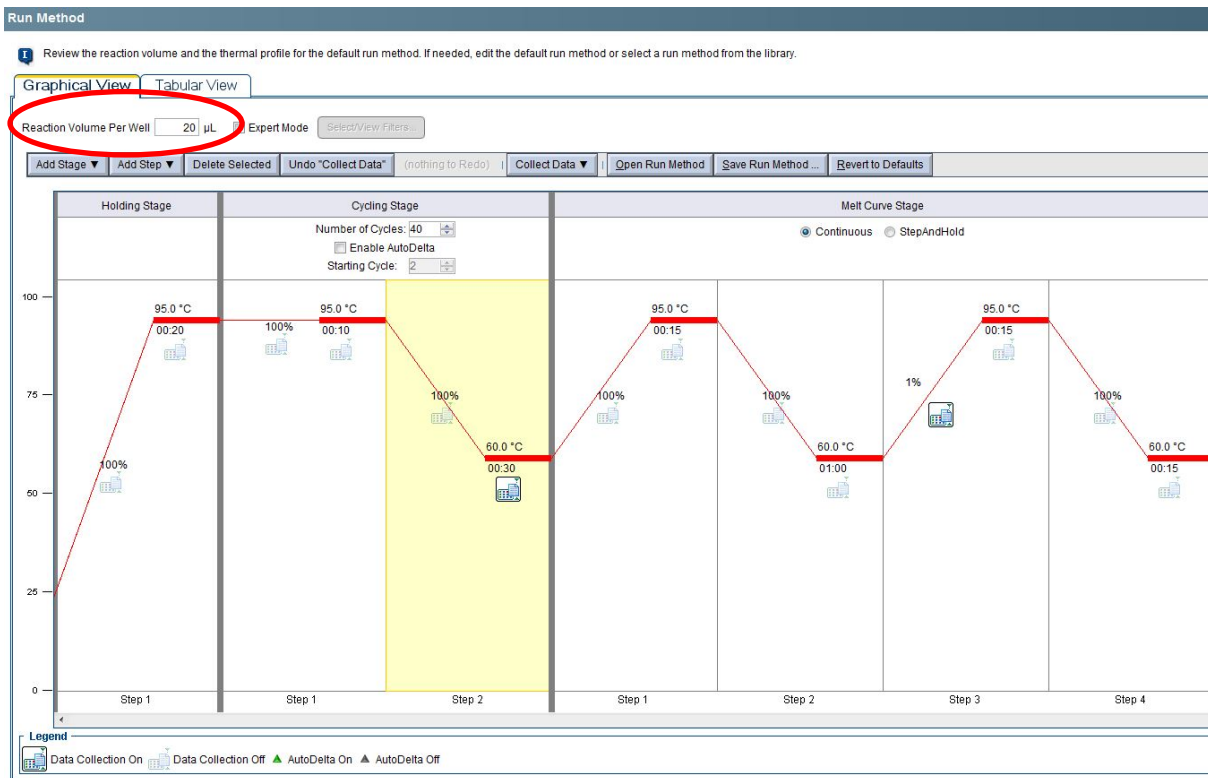 Run Method
Review the reaction volume and the thermal profile for the default run method. If needed, edit the default run method or select a run method from the library.
Graphical View Tabular View
Reaction Volume Per Well 20 µL Expert Mode Select/View Filters...
Add Stage ▼ Add Step ▼ Delete Selected Undo "Collect Data" (nothing to Redo) Collect Data ▼ Open Run Method Save Run Method ... Revert to Defaults
Holding Stage Cycling Stage Melt Curve Stage
Number of Cycles: 40 Continuous StepAndHold
Enable AutoDelta
Starting Cycle: 2
100
95.0 °C 95.0 °C 95.0 °C 95.0 °C
00:20 100% 00:10 00:15 00:15
1%
75 100% 100% 100% 100%
60.0 °C 60.0 °C 60.0 °C
100% 00:30 01:00 00:15
50
25
0
Step 1 Step 1 Step 2 Step 1 Step 2 Step 3 Step 4
Legend
Data Collection On Data Collection Off ▲ AutoDelta On ▲ AutoDelta Off